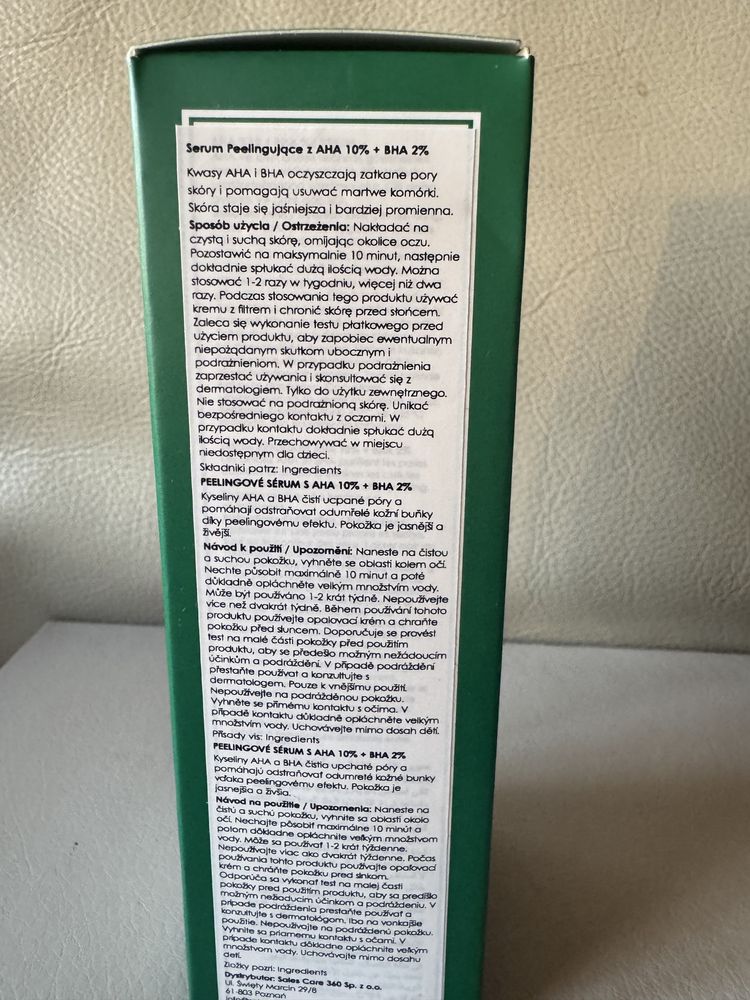 Serum Peelingujące z AHA 10% + BHA 2%
Kwasy AHA i BHA oczyszczają zatkane pory
skóry i pomagają usuwać martwe komórki.
Skóra staje się jaśniejsza i bardziej promienna.
Sposób użycia / Ostrzeżenia: Nakładać na
czystą i suchą skórę, omijając okolice oczu.
Pozostawić na maksymalnie 10 minut, następnie
dokładnie spłukać dużą ilością wody. Można
stosować 1-2 razy w tygodniu, więcej niż dwa
razy. Podczas stosowania tego produktu używać
kremu z filtrem i chronić skórę przed słońcem.
Zaleca się wykonanie testu płatkowego przed
użyciem produktu, aby zapobiec ewentualnym
niepożądanym skutkom ubocznym i
podrażnieniom. W przypadku podrażnienia
zaprzestać używania i skonsultować się z
dermatologiem. Tylko do użytku zewnętrznego.
Nie stosować na podrażnioną skórę. Unikać
bezpośredniego kontaktu z oczami. W
przypadku kontaktu dokładnie spłukać dużą
ilością wody. Przechowywać w miejscu
niedostępnym dla dzieci.
Składniki patrz: Ingredients
PEELINGOVÉ SÉRUM S AHA 10% + BHA 2%
Kyseliny AHA a BHA čistí ucpané póry a
pomáhají odstraňovat odumřelé kožní buňky
díky peelingovému efektu. Pokožka je jasnější a
živější.
Návod k použití / Upozornění: Naneste na čistou
a suchou pokožku, vyhněte se oblasti kolem očí.
Nechte působit maximálně 10 minut a poté
důkladně opláchněte velkým množstvím vody.
Může být používáno 1-2 krát týdně. Nepoužívejte
více než dvakrát týdně. Během používání tohoto
produktu používejte opalovací krém a chraňte
pokožku před sluncem. Doporučuje se provést
test na malé části pokožky před použitím
produktu, aby se předešlo možným nežádoucím
účinkům a podráždění. V případě podráždění
přestaňte používat a konzultujte s
dermatologem. Pouze k vnějšímu použití.
Nepoužívejte na podrážděnou pokožku.
Vyhněte se přímému kontaktu s očima. V
případě kontaktu důkladně opláchněte velkým
množstvím vody. Uchovávejte mimo dosah dětí.
Přísady vis: Ingredients
PEELINGOVÉ SÉRUM S AHA 10% + BHA 2%
Kyseliny AHA a BHA čistia upchaté póry a
pomáhajú odstraňovať odumreté kožné bunky
vďaka peelingovému efektu. Pokožka je
jasnejšia a živšia.
Návod na použitie / Upozornenia: Naneste na
čistú a suchú pokožku, vyhnite sa oblasti okolo
očí. Nechajte pôsobiť maximálne 10 minút a
potom dôkladne opláchnite veľkým množstvom
vody. Môže sa používať 1-2 krát týždenne.
Nepoužívajte viac ako dvakrát týždenne. Počas
používania tohto produktu používajte opaľovací
krém a chráňte pokožku pred slnkom.
Odporúča sa vykonať test na malej časti
pokožky pred použitím produktu, aby sa predišlo
možným nežiaducim účinkom a podráždeniu. V
prípade podráždenia prestaňte používať a
konzultujte s dermatológom. Iba na vonkajšie
použitie. Nepoužívajte na podráždenú pokožku.
Vyhnite sa priamemu kontaktu s očami. V
prípade kontaktu dôkladne opláchnite veľkým
množstvom vody. Uchovávajte mimo dosahu
detí.
Zložky pozri: Ingredients
Dystrybutor: Sales Care 360 Sp. z o.o.
Ul. Święty Marcin 29/8
61-803 Poznań